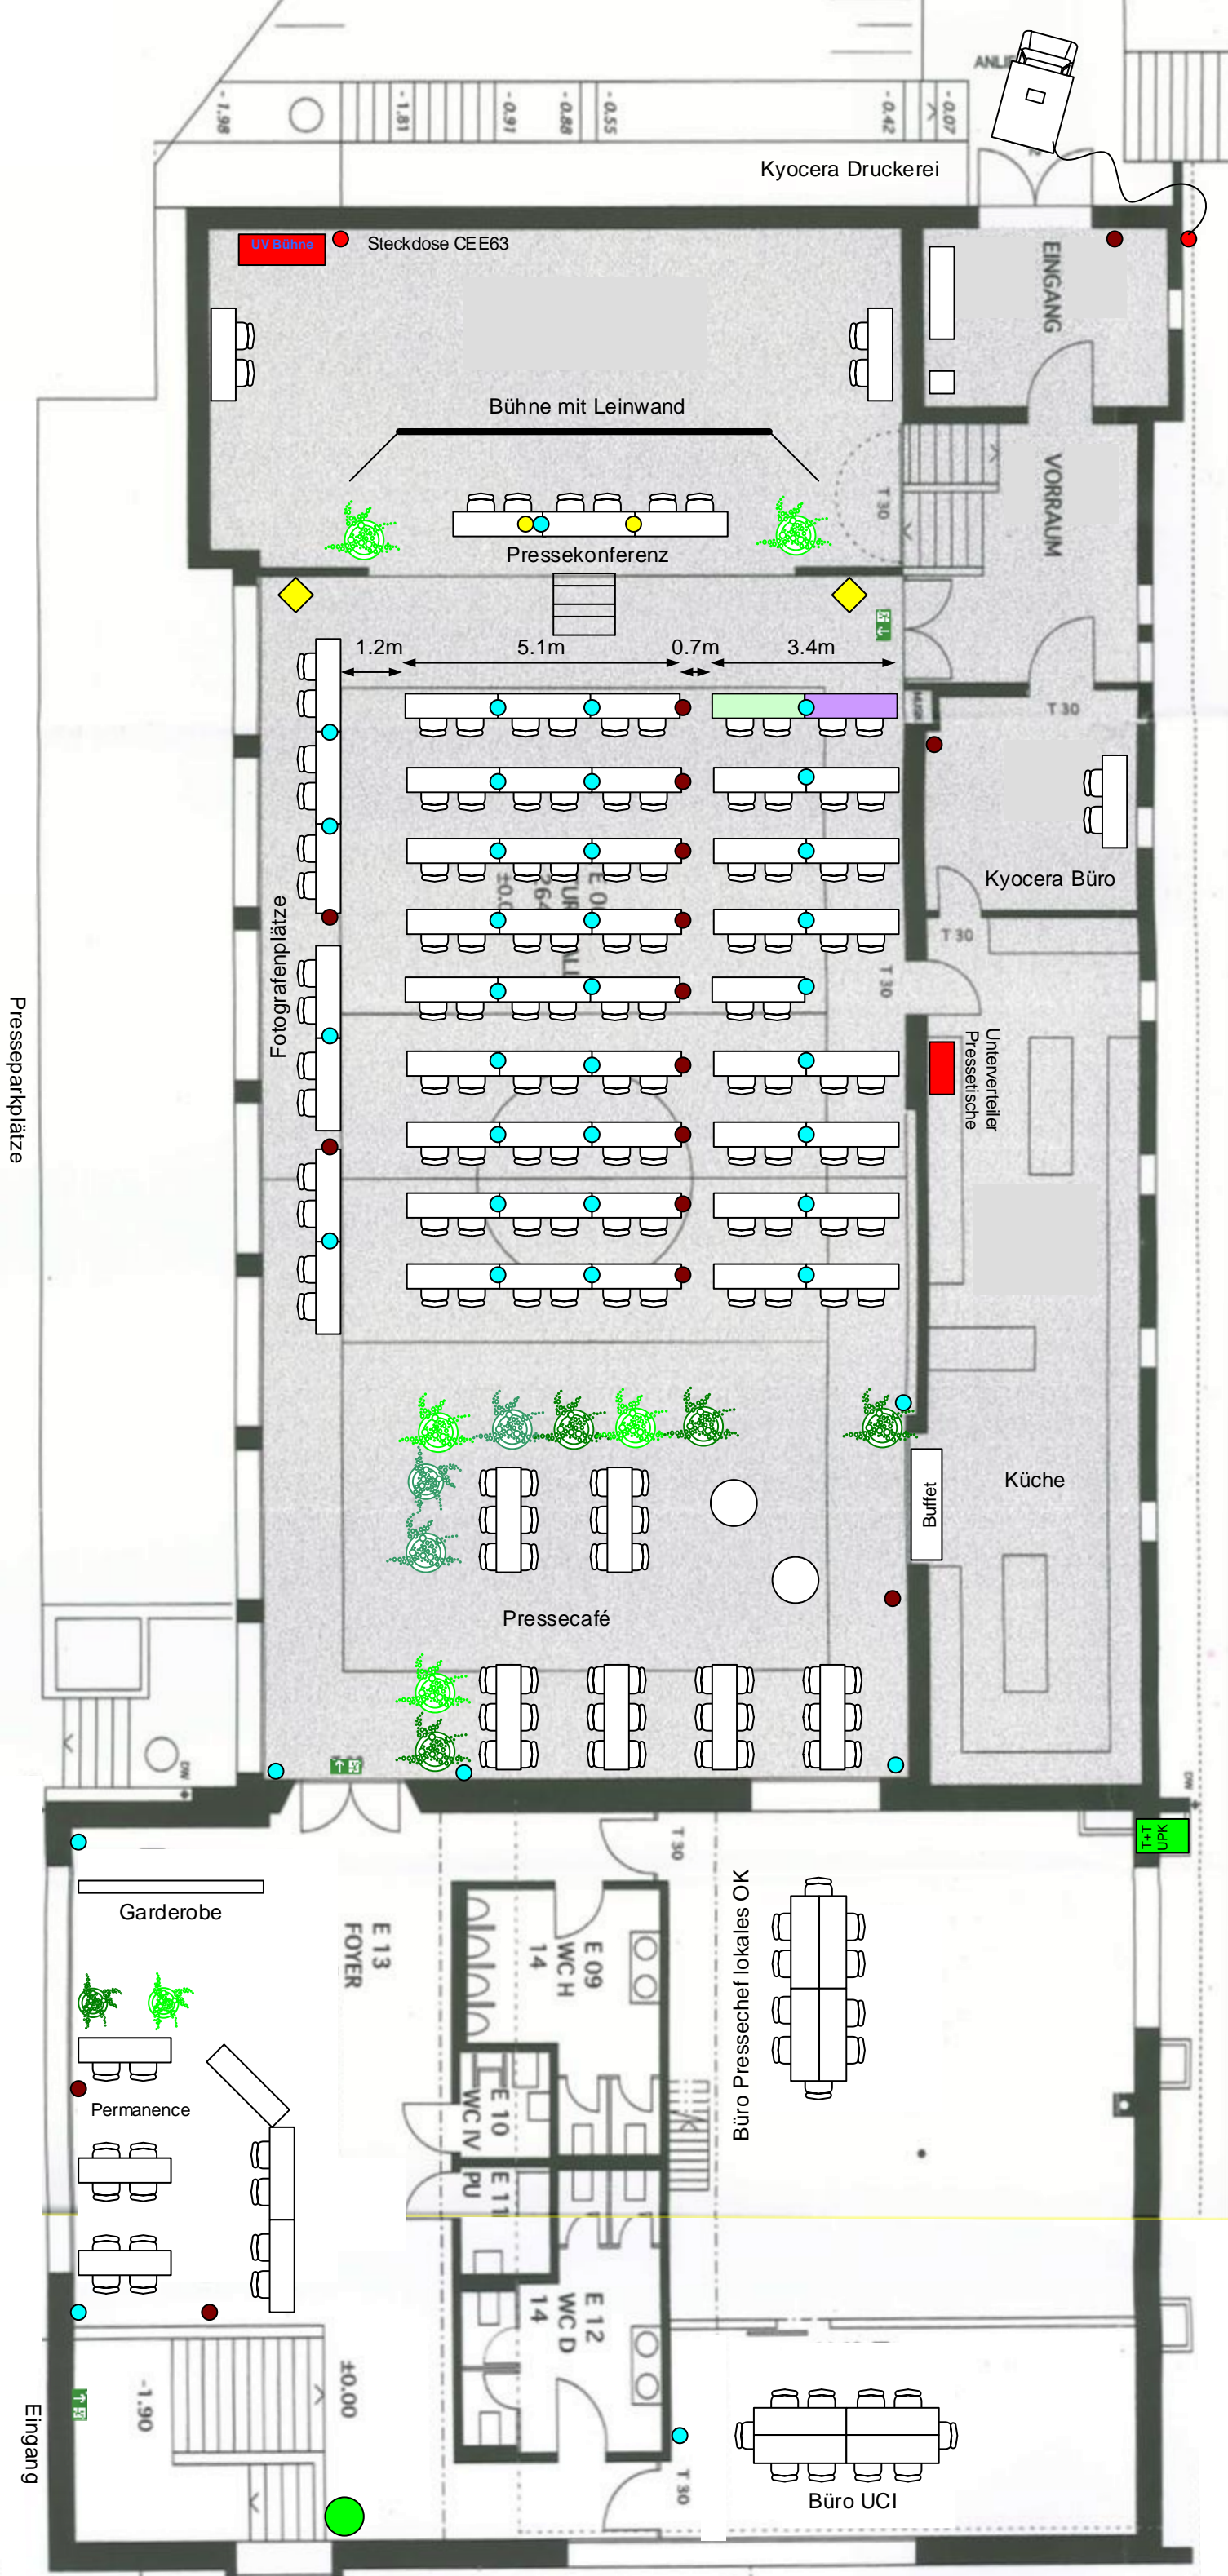 - 1.98
- 1.81
- 0.91
- 0.88
- 0.55
- 0.42
- 0.07
Kyocera Druckerei
UV Bühne
Steckdose CEE63
EINGANG
Bühne mit Leinwand
VORRAUM
T 30
Pressekonferenz
1.2m
5.1m
0.7m
3.4m
T 30
Kyocera Büro
T 30
T 30
Fotografenplätze
Presseparkplätze
Unterverteiler
Pressetische
Küche
Buffet
Pressecafé
DW
DW
T+T
UPK
T 30
Garderobe
E 13
FOYER
E 09
WC H
14
Büro Pressechef lokales OK
Permanence
E 10
WC IV
E 11
PU
E 12
WC D
14
±0.00
-1.90
Eingang
T 30
Büro UCI